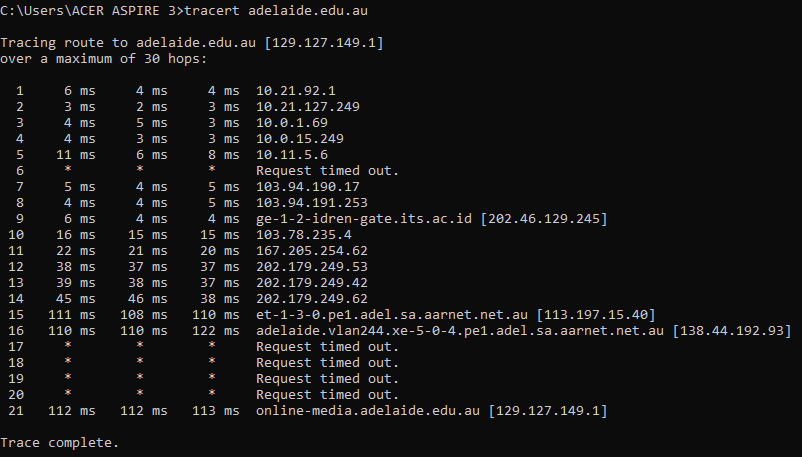 C:\Users\ACER ASPIRE 3>tracert adelaide.edu.au
Tracing route to adelaide.edu.au [129.127.149.1]
over a maximum of 30 hops:
1 6 ms 4 ms 4 ms 10.21.92.1
2 3 ms 2 ms 3 ms 10.21.127.249
3 4 ms 5 ms 3 ms 10.0.1.69
4 4 ms 3 ms 3 ms 10.0.15.249
5 11 ms 6 ms 8 ms 10.11.5.6
6 * * * Request timed out.
7 5 ms 4 ms 5 ms 103.94.190.17
8 4 ms 4 ms 5 ms 103.94.191.253
9 6 ms 4 ms 4 ms ge-1-2-idren-gate.its.ac.id [202.46.129.245]
10 16 ms 15 ms 15 ms 103.78.235.4
11 22 ms 21 ms 20 ms 167.205.254.62
12 38 ms 37 ms 37 ms 202.179.249.53
13 39 ms 38 ms 37 ms 202.179.249.42
14 45 ms 46 ms 38 ms 202.179.249.62
15 111 ms 108 ms 110 ms et-1-3-0.pe1.adel.sa.aarnet.net.au [113.197.15.40]
16 110 ms 110 ms 122 ms adelaide.vlan244.xe-5-0-4.pe1.adel.sa.aarnet.net.au [138.44.192.93]
17 * * * Request timed out.
18 * * * Request timed out.
19 * * * Request timed out.
20 * * * Request timed out.
21 112 ms 112 ms 113 ms online-media.adelaide.edu.au [129.127.149.1]
Trace complete.